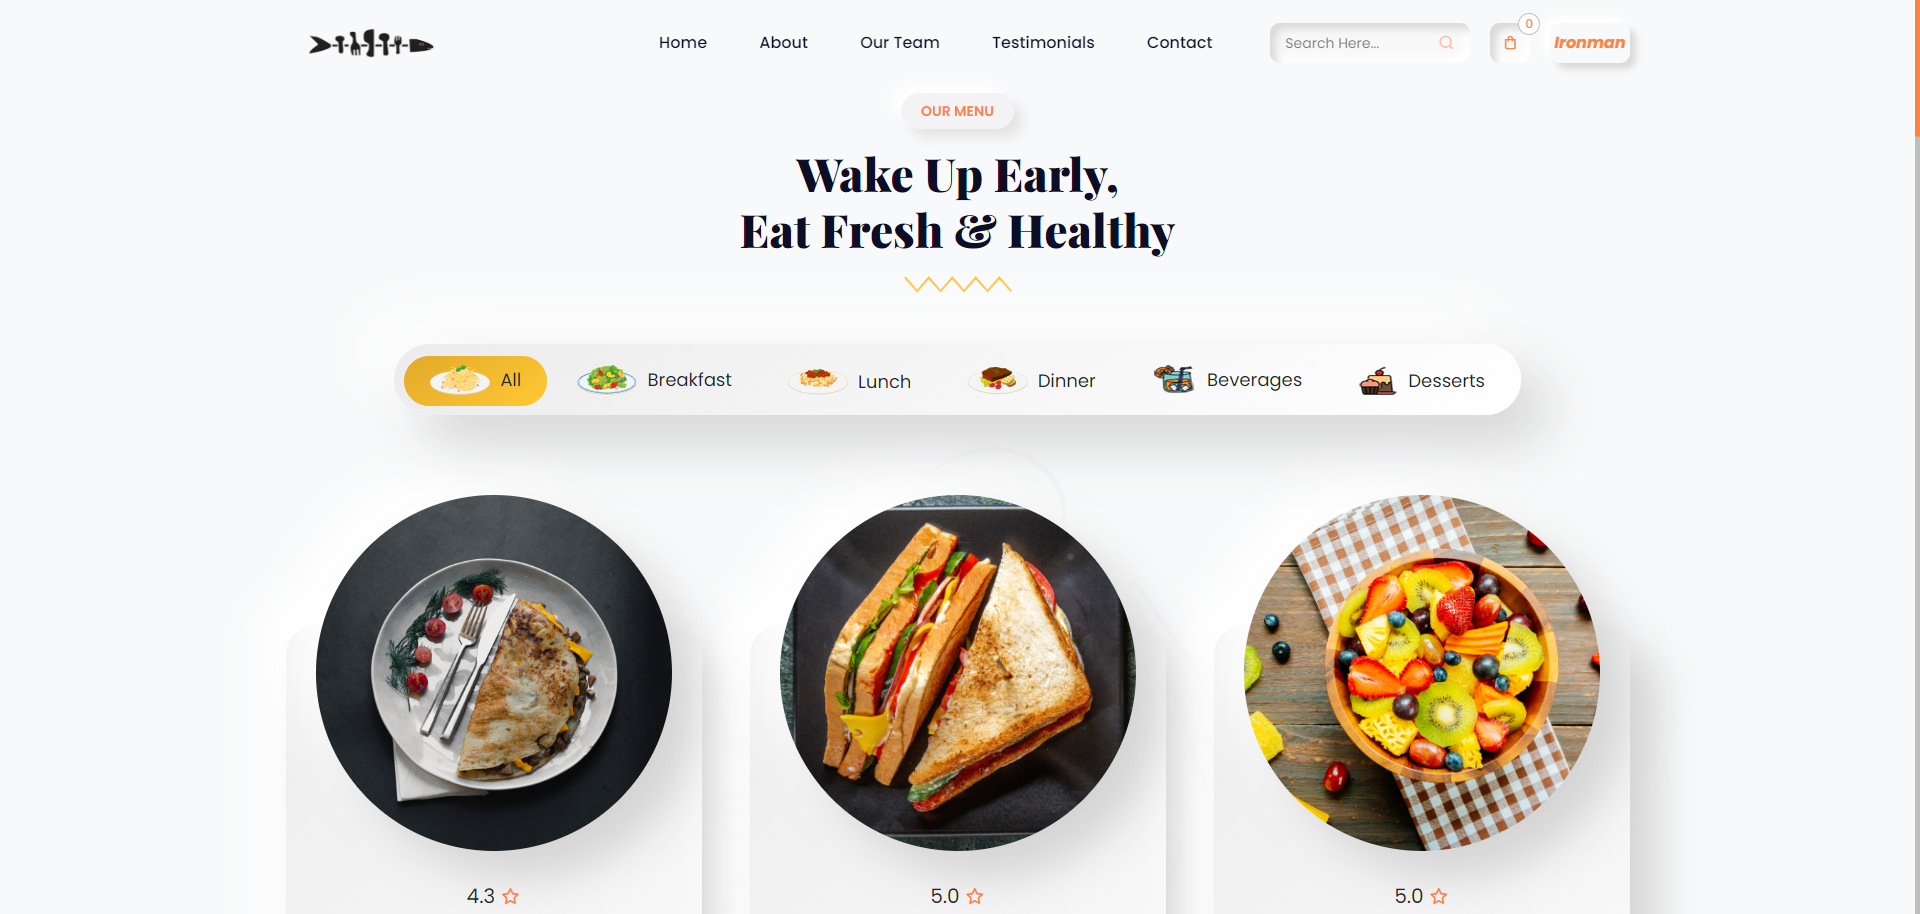 Home
About
Our Team
Testimonials
Contact
Search Here...
0
Ironman
OUR MENU
Wake Up Early,
Eat Fresh & Healthy
All
Breakfast
Lunch
Dinner
Beverages
Desserts
4.3
5.0
5.0